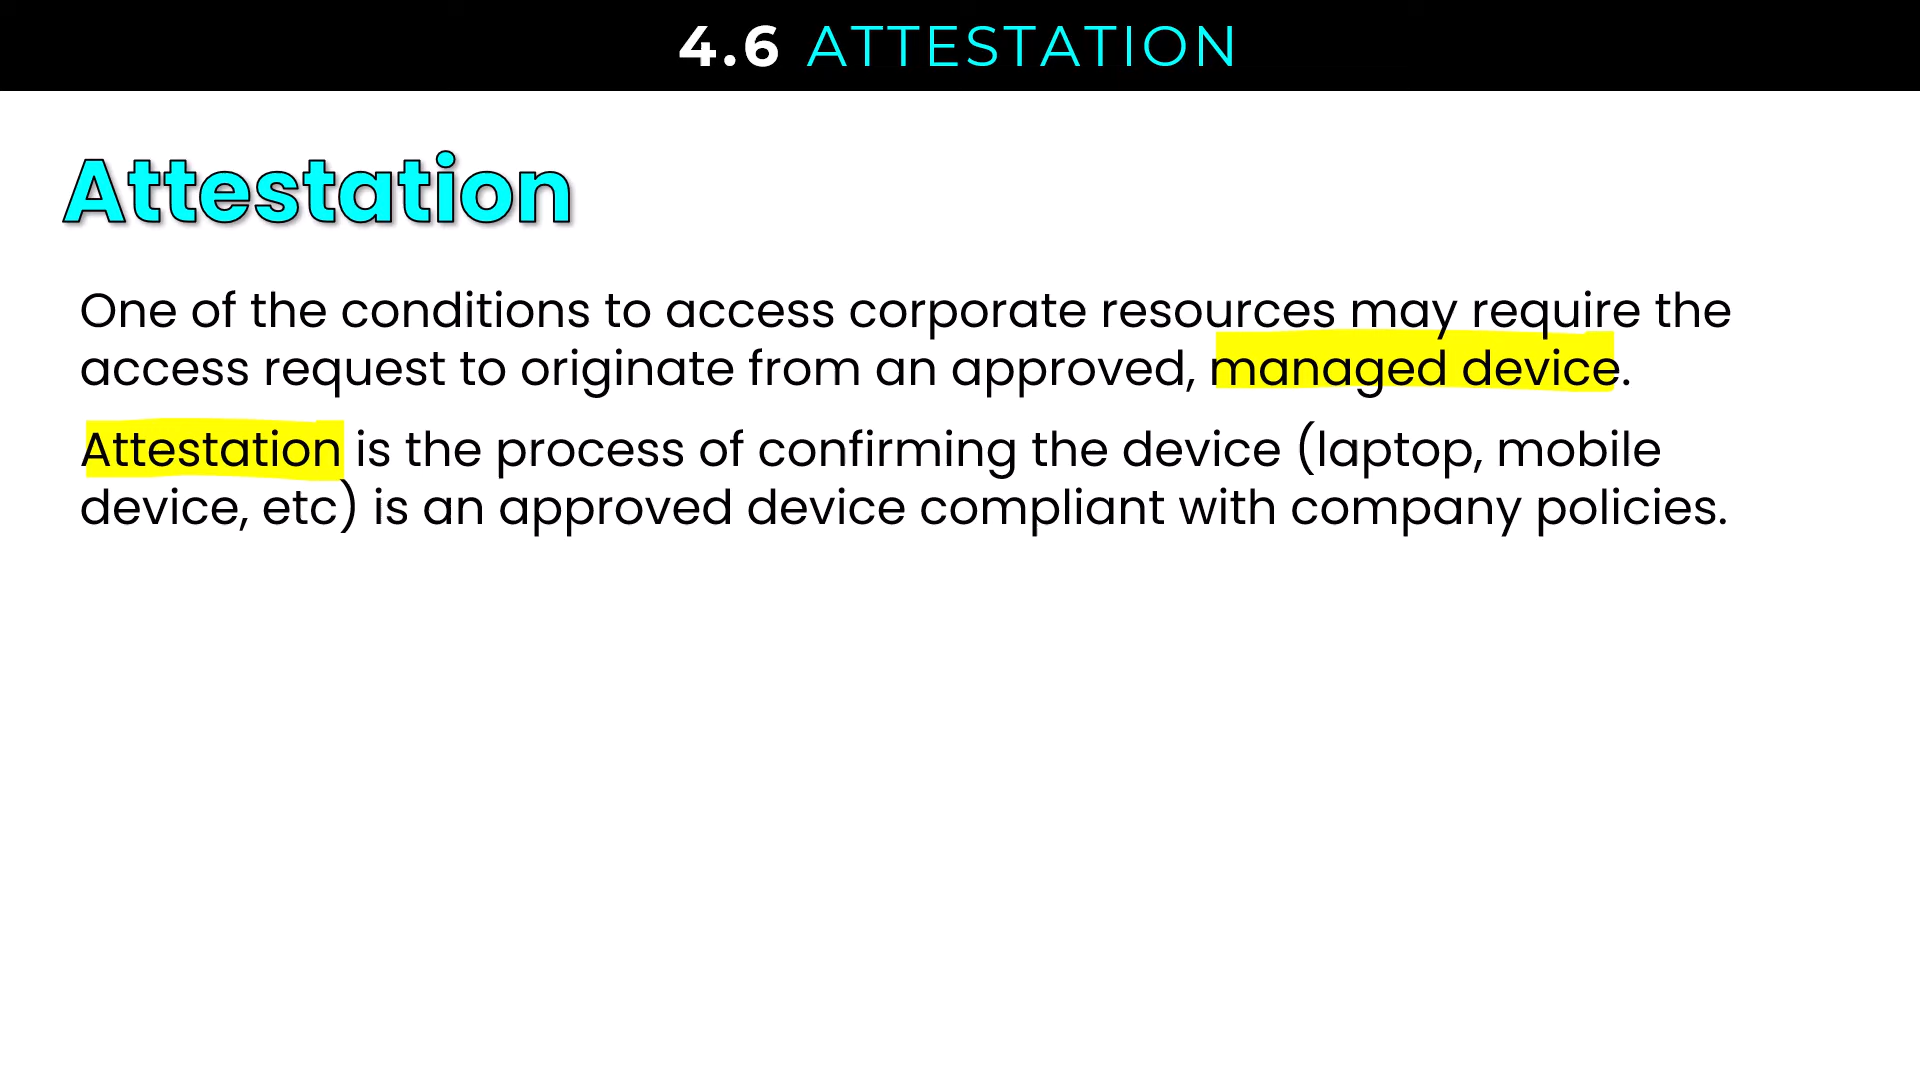 4.6 ATTESTATION
Attestation
One of the conditions to access corporate resources may require the
access request to originate from an approved, managed device.
Attestation is the process of confirming the device (laptop, mobile
device, etc) is an approved device compliant with company policies.